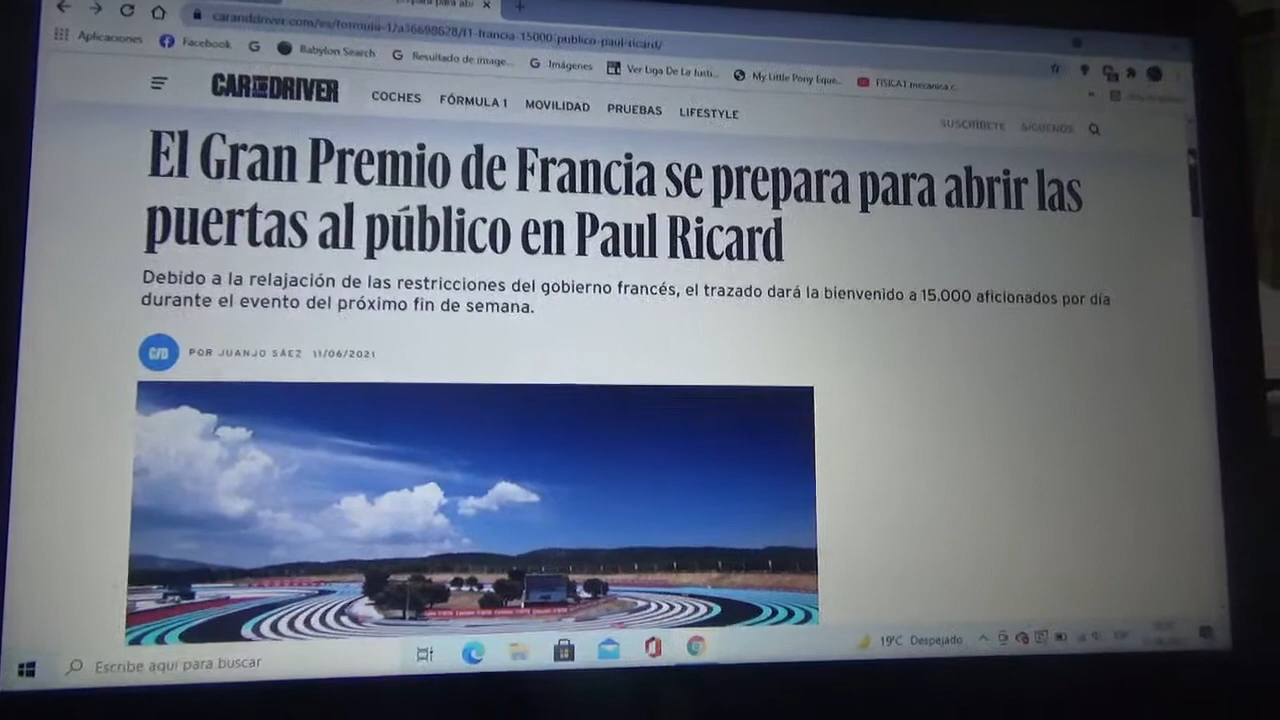 caranddriver.com/es/formula-1/a36698628/f1-francia-15000-publico-paul-ricard/
Aplicaciones Facebook Babylon Search Resultado de image... Imágenes Ver Liga De La Justi... My Little Pony Eque... FISICA1 mecanica c...
CAR AND DRIVER COCHES FÓRMULA 1 MOVILIDAD PRUEBAS LIFESTYLE SUSCRÍBETE SÍGUENOS
El Gran Premio de Francia se prepara para abrir las
puertas al público en Paul Ricard
Debido a la relajación de las restricciones del gobierno francés, el trazado dará la bienvenido a 15.000 aficionados por día
durante el evento del próximo fin de semana.
C/D POR JUANJO SÁEZ 11/06/2021
Escribe aquí para buscar 19°C Despejado